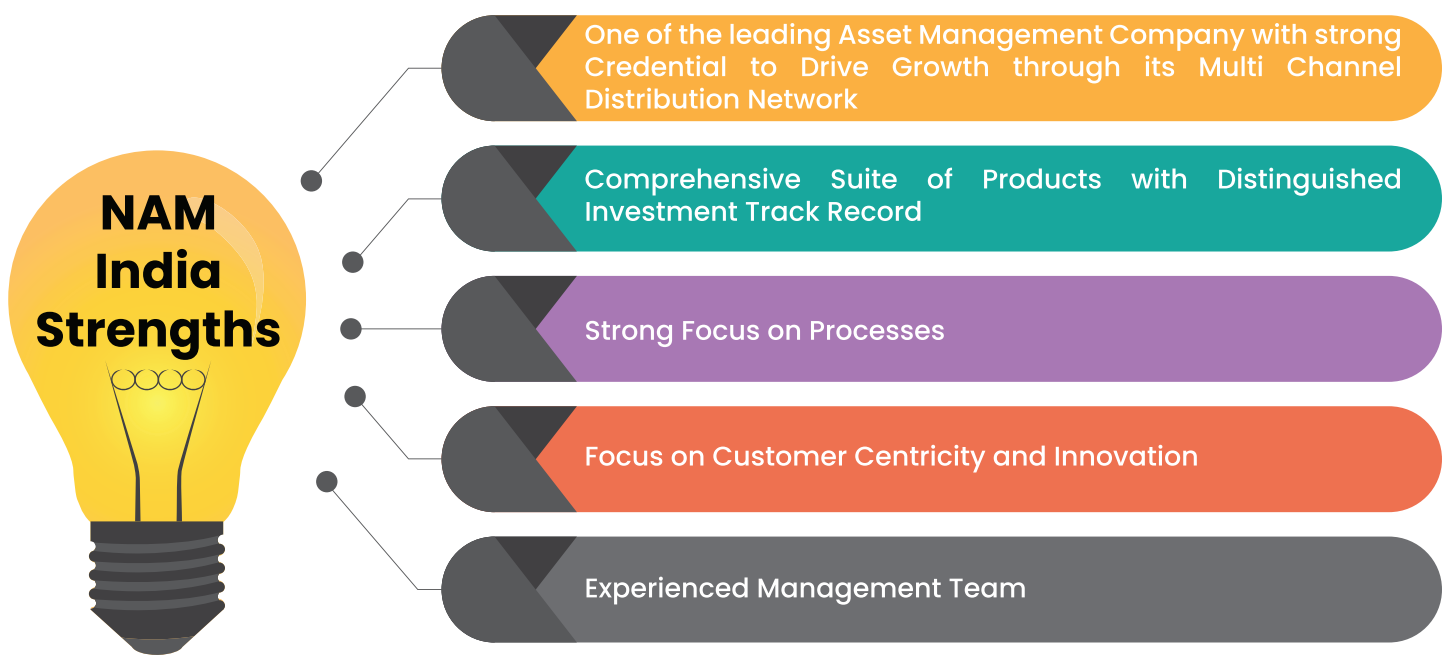 NAM
India
Strengths
One of the leading Asset Management Company with strong
Credential to Drive Growth through its Multi Channel
Distribution Network
Comprehensive Suite of Products with Distinguished
Investment Track Record
Strong Focus on Processes
Focus on Customer Centricity and Innovation
Experienced Management Team